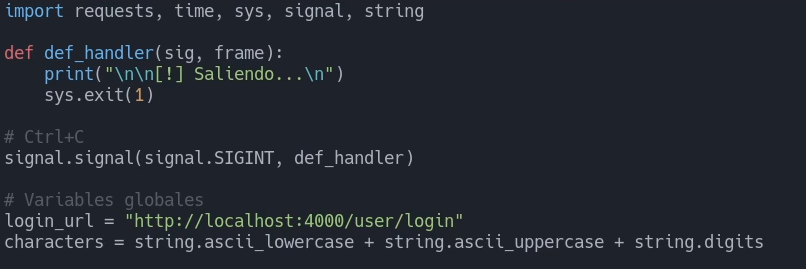 import requests, time, sys, signal, string

def def_handler(sig, frame):
    print("\n\n[!] Saliendo...\n")
    sys.exit(1)

# Ctrl+C
signal.signal(signal.SIGINT, def_handler)

# Variables globales
login_url = "http://localhost:4000/user/login"
characters = string.ascii_lowercase + string.ascii_uppercase + string.digits